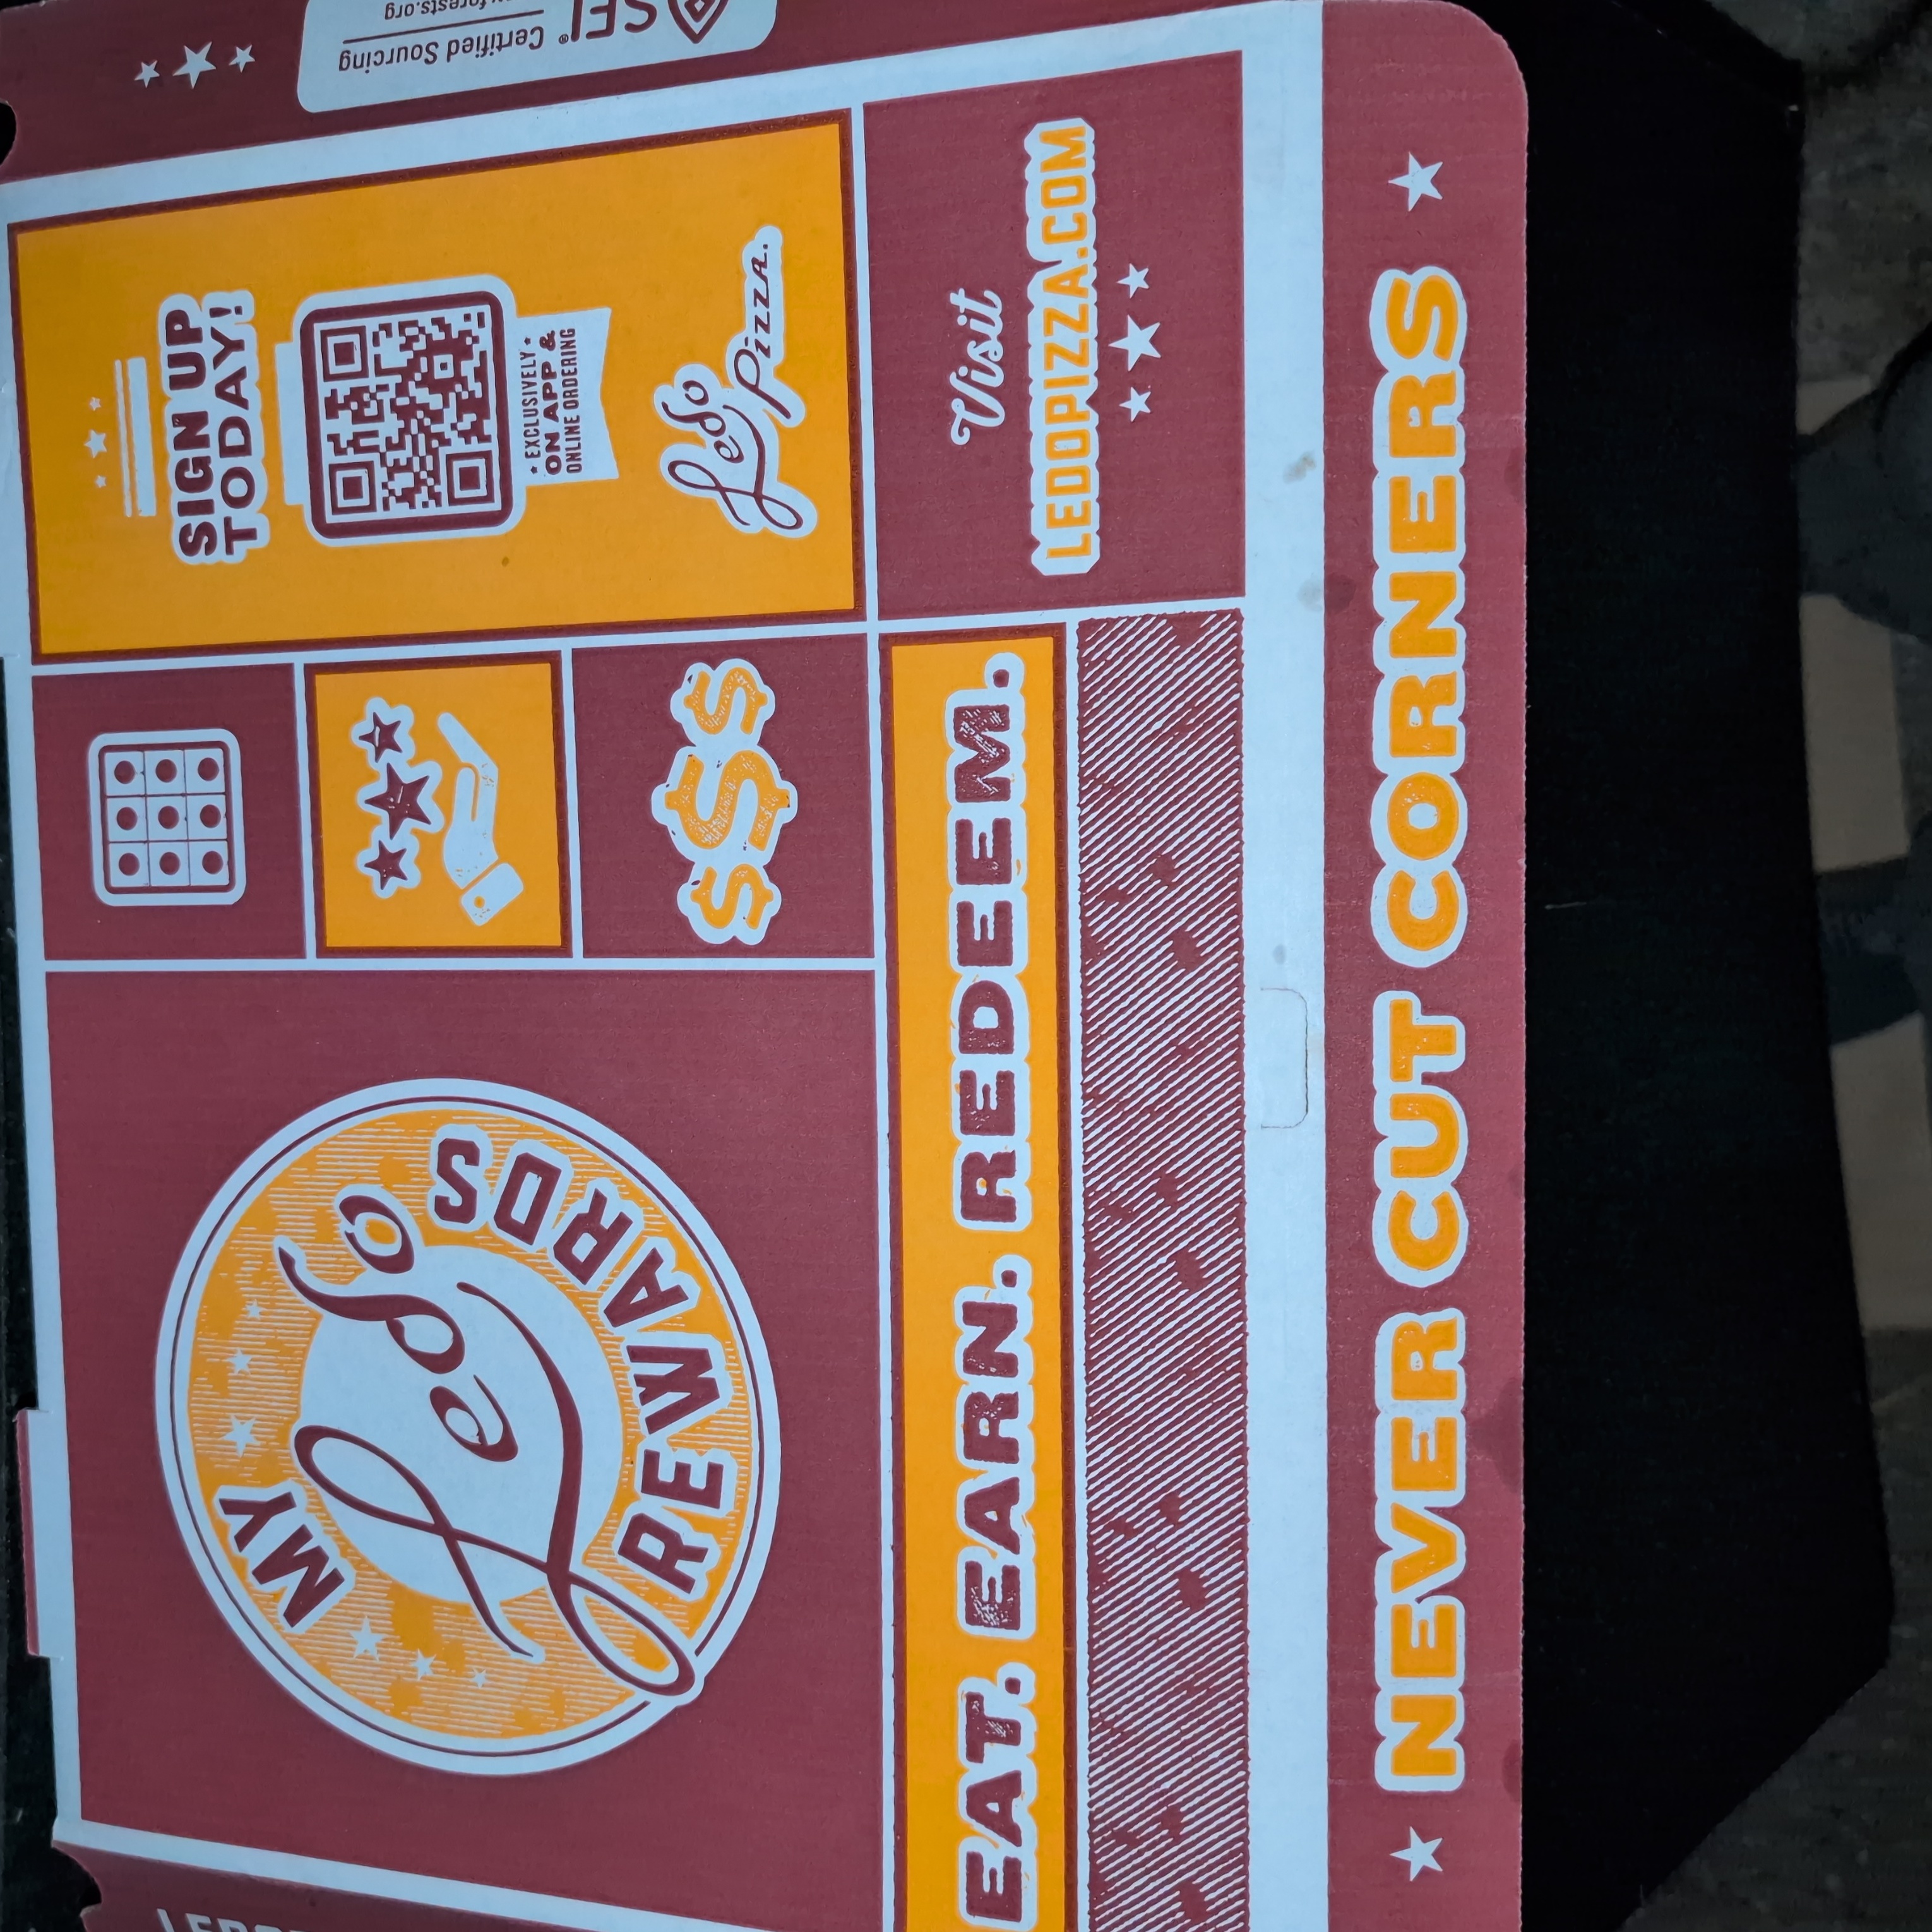 MY
Ledo
REWARDS
$$$
SIGN UP
TODAY!
★ EXCLUSIVELY ★
ON APP &
ONLINE ORDERING
Ledo
Pizza.
EAT. EARN. REDEEM.
Visit
LEDOPIZZA.COM
★ NEVER CUT CORNERS ★
SFI®
Certified Sourcing